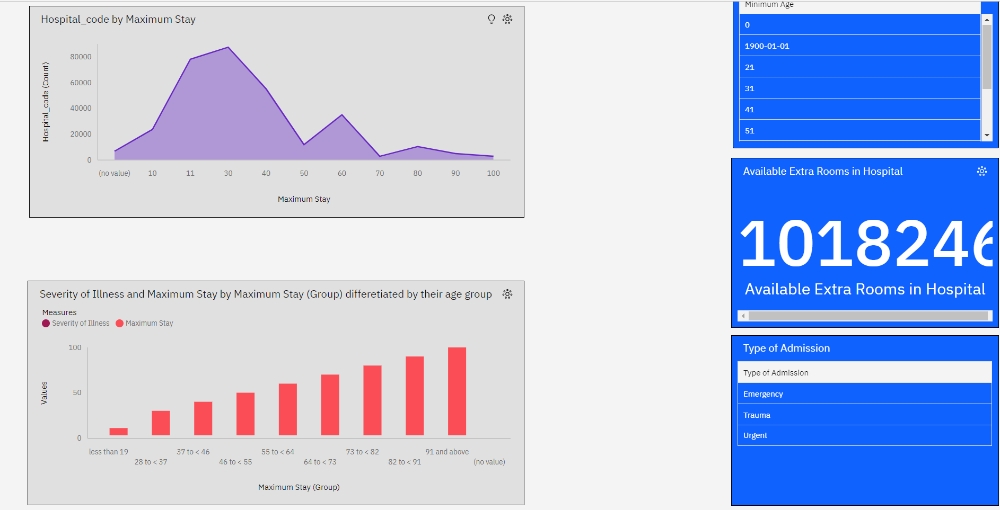 Hospital_code by Maximum Stay
Hospital_code (Count)
80000
60000
40000
20000
0
(no value) 10 11 30 40 50 60 70 80 90 100
Maximum Stay
Severity of Illness and Maximum Stay by Maximum Stay (Group) differetiated by their age group
Measures
Severity of Illness Maximum Stay
Values
100
50
0
less than 19 37 to < 46 55 to < 64 73 to < 82 91 and above
28 to < 37 46 to < 55 64 to < 73 82 to < 91 (no value)
Maximum Stay (Group)
Minimum Age
0
1900-01-01
21
31
41
51
Available Extra Rooms in Hospital
1018246
Available Extra Rooms in Hospital
Type of Admission
Type of Admission
Emergency
Trauma
Urgent